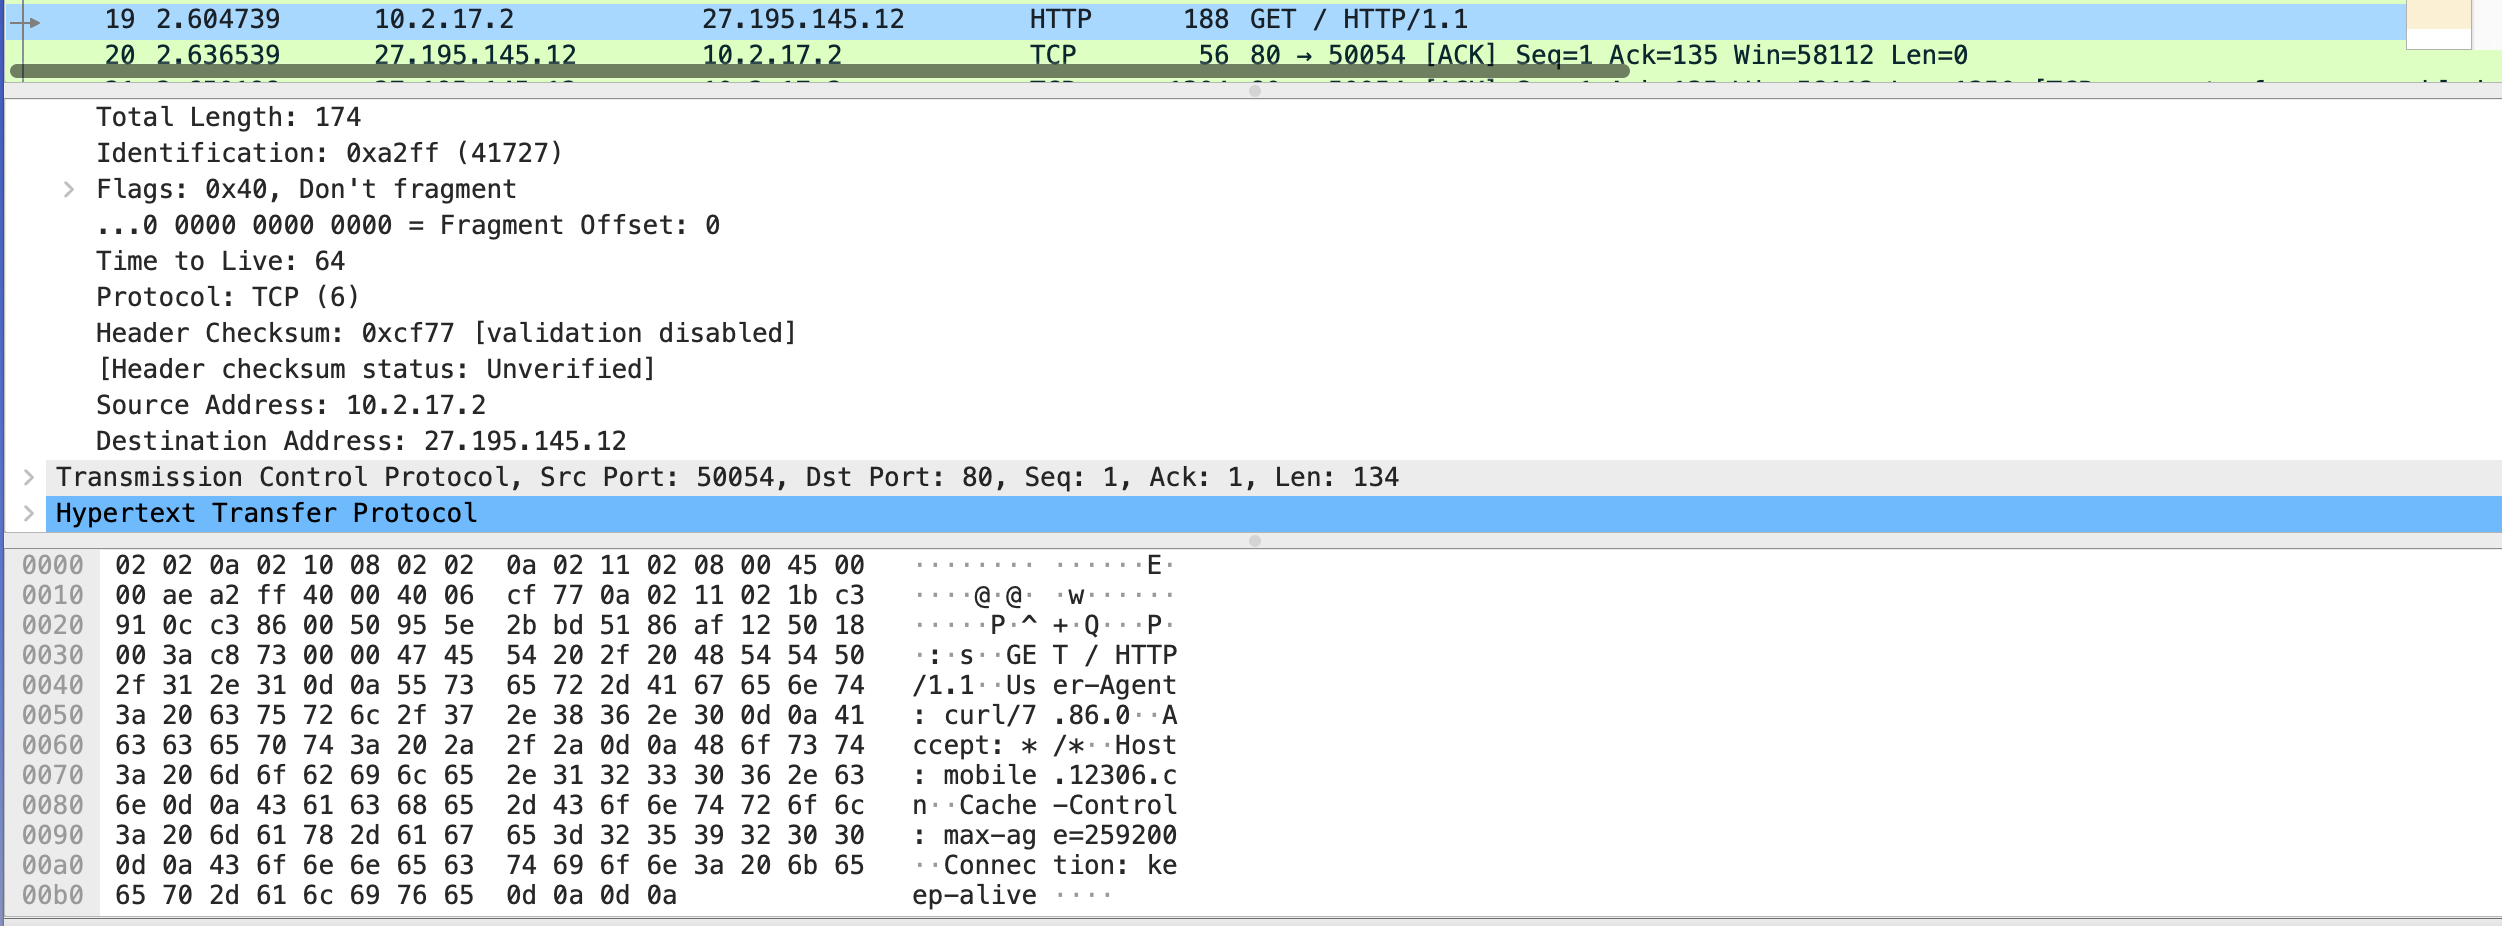 19 2.604739 10.2.17.2 27.195.145.12 HTTP 188 GET / HTTP/1.1
20 2.636539 27.195.145.12 10.2.17.2 TCP 56 80 → 50054 [ACK] Seq=1 Ack=135 Win=58112 Len=0
Total Length: 174
Identification: 0xa2ff (41727)
Flags: 0x40, Don't fragment
...0 0000 0000 0000 = Fragment Offset: 0
Time to Live: 64
Protocol: TCP (6)
Header Checksum: 0xcf77 [validation disabled]
[Header checksum status: Unverified]
Source Address: 10.2.17.2
Destination Address: 27.195.145.12
Transmission Control Protocol, Src Port: 50054, Dst Port: 80, Seq: 1, Ack: 1, Len: 134
Hypertext Transfer Protocol
0000 02 02 0a 02 10 08 02 02 0a 02 11 02 08 00 45 00 ········ ······E·
0010 00 ae a2 ff 40 00 40 06 cf 77 0a 02 11 02 1b c3 ····@·@· ·w······
0020 91 0c c3 86 00 50 95 5e 2b bd 51 86 af 12 50 18 ·····P·^ +·Q···P·
0030 00 3a c8 73 00 00 47 45 54 20 2f 20 48 54 54 50 ·:·s··GE T / HTTP
0040 2f 31 2e 31 0d 0a 55 73 65 72 2d 41 67 65 6e 74 /1.1··Us er-Agent
0050 3a 20 63 75 72 6c 2f 37 2e 38 36 2e 30 0d 0a 41 : curl/7 .86.0··A
0060 63 63 65 70 74 3a 20 2a 2f 2a 0d 0a 48 6f 73 74 ccept: * /*··Host
0070 3a 20 6d 6f 62 69 6c 65 2e 31 32 33 30 36 2e 63 : mobile .12306.c
0080 6e 0d 0a 43 61 63 68 65 2d 43 6f 6e 74 72 6f 6c n··Cache -Control
0090 3a 20 6d 61 78 2d 61 67 65 3d 32 35 39 32 30 30 : max-ag e=259200
00a0 0d 0a 43 6f 6e 6e 65 63 74 69 6f 6e 3a 20 6b 65 ··Connec tion: ke
00b0 65 70 2d 61 6c 69 76 65 0d 0a 0d 0a ep-alive ····